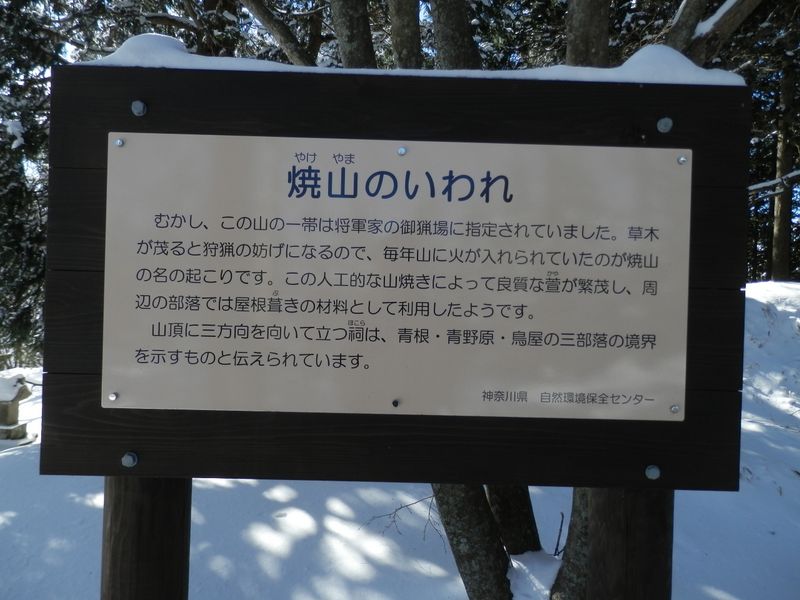 やけ やま
焼山のいわれ
むかし、この山の一帯は将軍家の御猟場に指定されていました。草木
が茂ると狩猟の妨げになるので、毎年山に火が入れられていたのが焼山
の名の起こりです。この人工的な山焼きによって良質な萱が繁茂し、周
かや
辺の部落では屋根葺きの材料として利用したようです。
ぶ
山頂に三方向を向いて立つ祠は、青根・青野原・鳥屋の三部落の境界
ほこら
を示すものと伝えられています。
神奈川県 自然環境保全センター